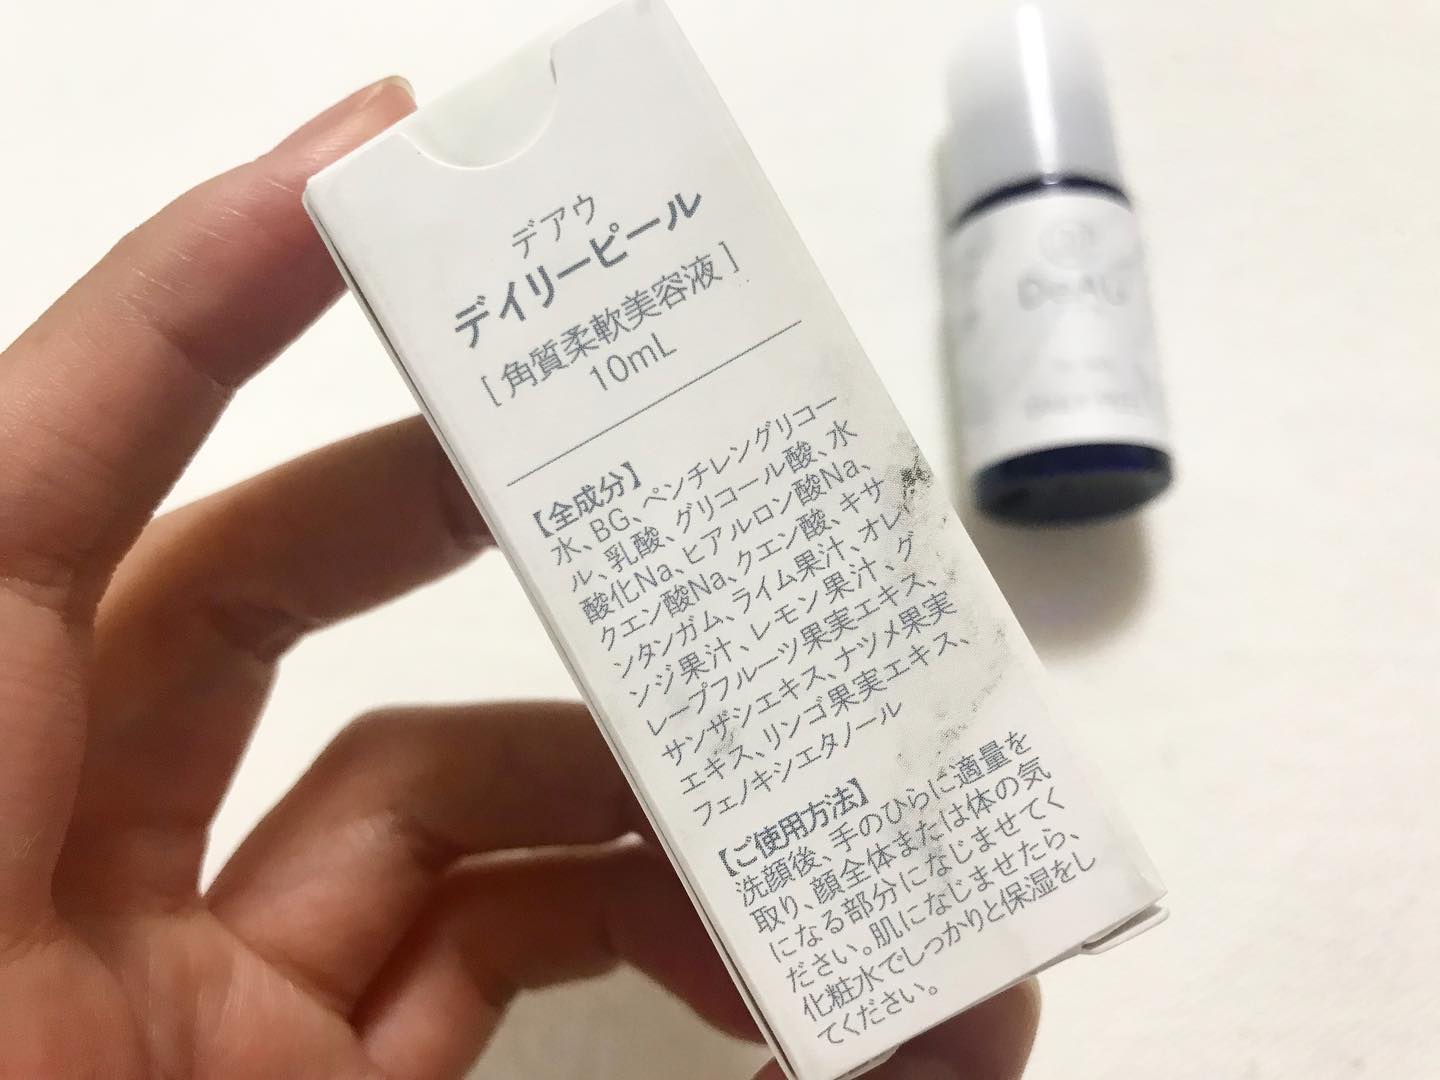 デアウ
デイリーピール
[ 角質柔軟美容液 ]
10mL
【全成分】
水、BG、ペンチレングリコー
ル、乳酸、グリコール酸、水
酸化Na、ヒアルロン酸Na、
クエン酸Na、クエン酸、キサ
ンタンガム、ライム果汁、オレ
ンジ果汁、レモン果汁、グ
レープフルーツ果実エキス、
サンザシエキス、ナツメ果実
エキス、リンゴ果実エキス、
フェノキシエタノール
【ご使用方法】
洗顔後、手のひらに適量を
取り、顔全体または体の気
になる部分になじませてく
ださい。肌になじませたら、
化粧水でしっかりと保湿をし
てください。